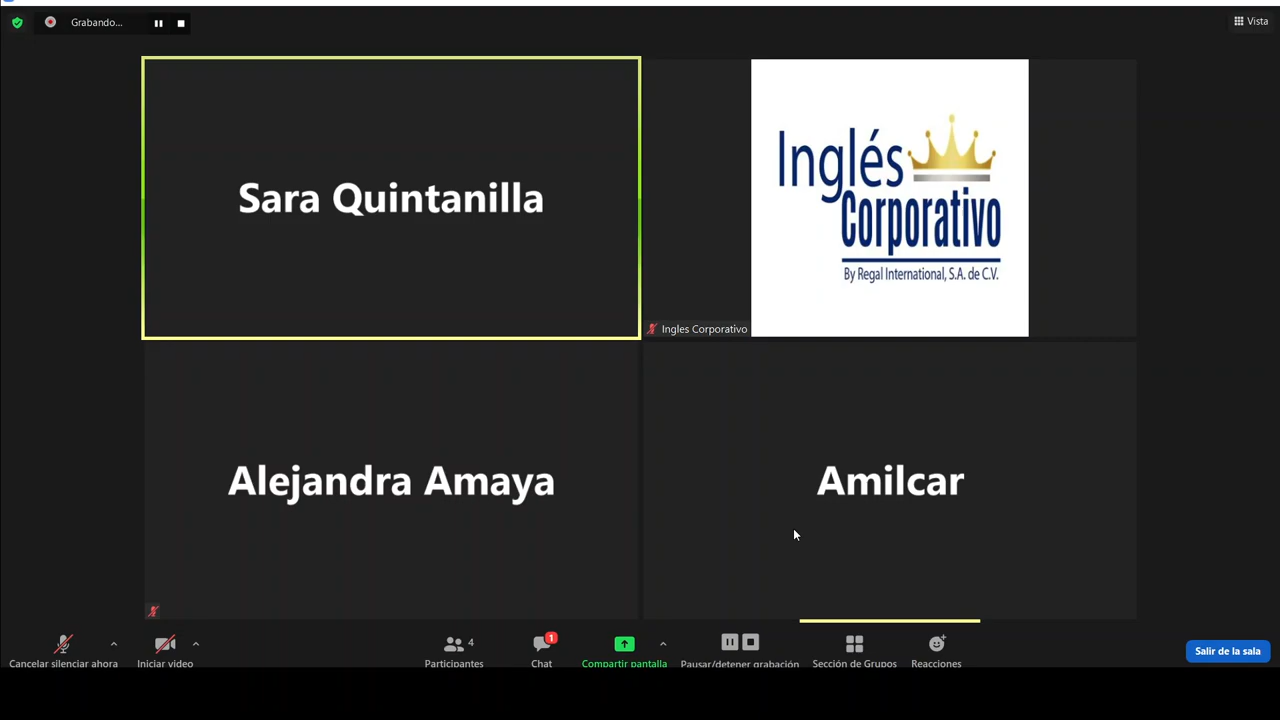 Grabando...
Vista
Sara Quintanilla
Inglés
Corporativo
By Regal International, S.A. de C.V.
Ingles Corporativo
Alejandra Amaya
Amilcar
Cancelar silenciar ahora
Iniciar video
Participantes
4
Chat
1
Compartir pantalla
Pausar/detener grabación
Sección de Grupos
Reacciones
Salir de la sala